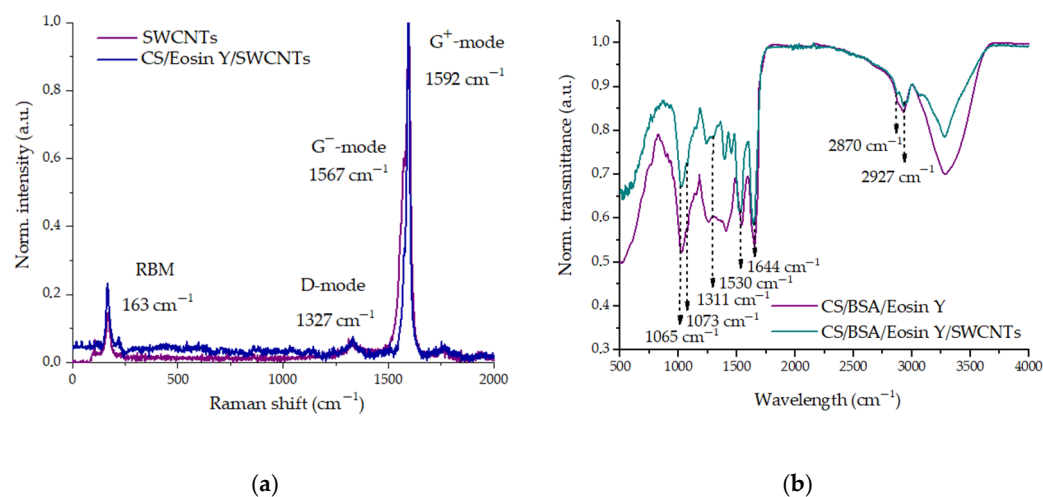 1,0
0,8
0,6
0,4
0,2
0,0
Norm. intensity (a.u.)
SWCNTs
CS/Eosin Y/SWCNTs
G⁺-mode
1592 cm⁻¹
G⁻-mode
1567 cm⁻¹
RBM
163 cm⁻¹
D-mode
1327 cm⁻¹
0 500 1000 1500 2000
Raman shift (cm⁻¹)
(a)
1,0
0,9
0,8
0,7
0,6
0,5
0,4
0,3
Norm. transmittance (a.u.)
2870 cm⁻¹
2927 cm⁻¹
1644 cm⁻¹
1530 cm⁻¹
1311 cm⁻¹
1073 cm⁻¹
1065 cm⁻¹
CS/BSA/Eosin Y
CS/BSA/Eosin Y/SWCNTs
500 1000 1500 2000 2500 3000 3500 4000
Wavelength (cm⁻¹)
(b)